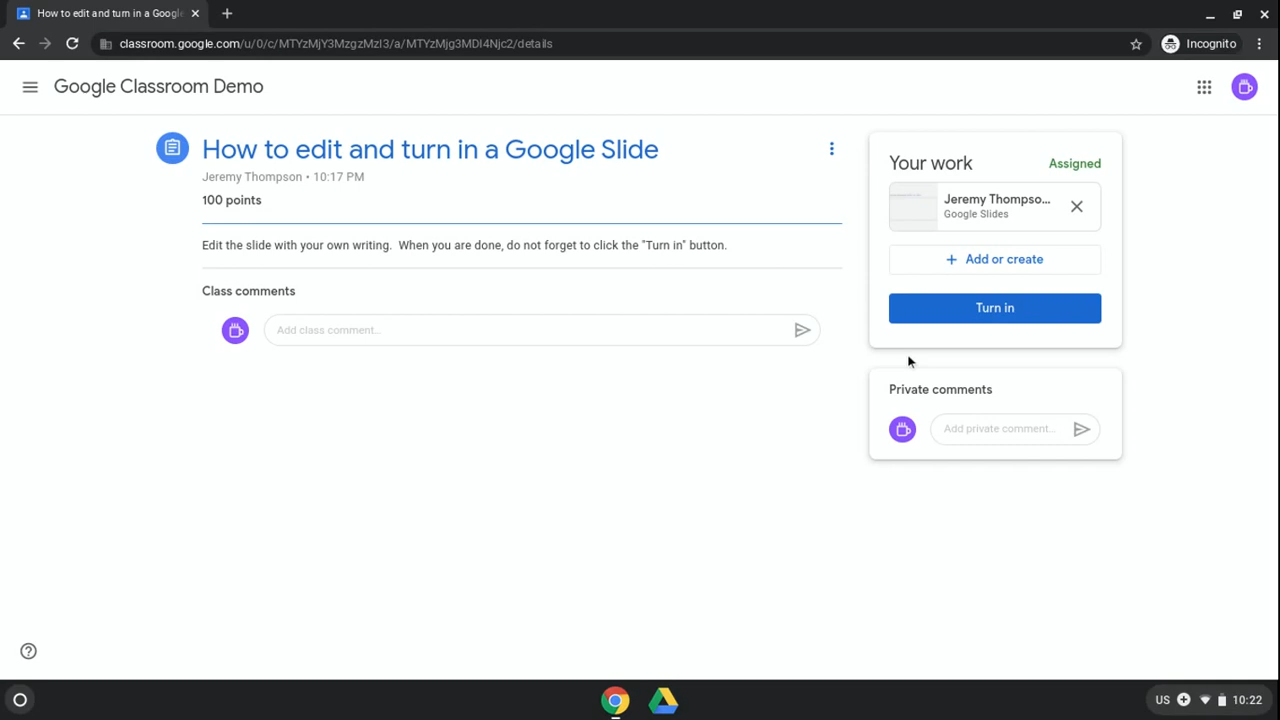 How to edit and turn in a Google
classroom.google.com/u/0/c/MTYzMjY3MzgzMzI3/a/MTYzMjg3MDI4Njc2/details
Incognito
Google Classroom Demo
How to edit and turn in a Google Slide
Jeremy Thompson • 10:17 PM
100 points
Edit the slide with your own writing. When you are done, do not forget to click the "Turn in" button.
Class comments
Add class comment...
Your work
Assigned
Jeremy Thompso...
Google Slides
+ Add or create
Turn in
Private comments
Add private comment...
US
10:22